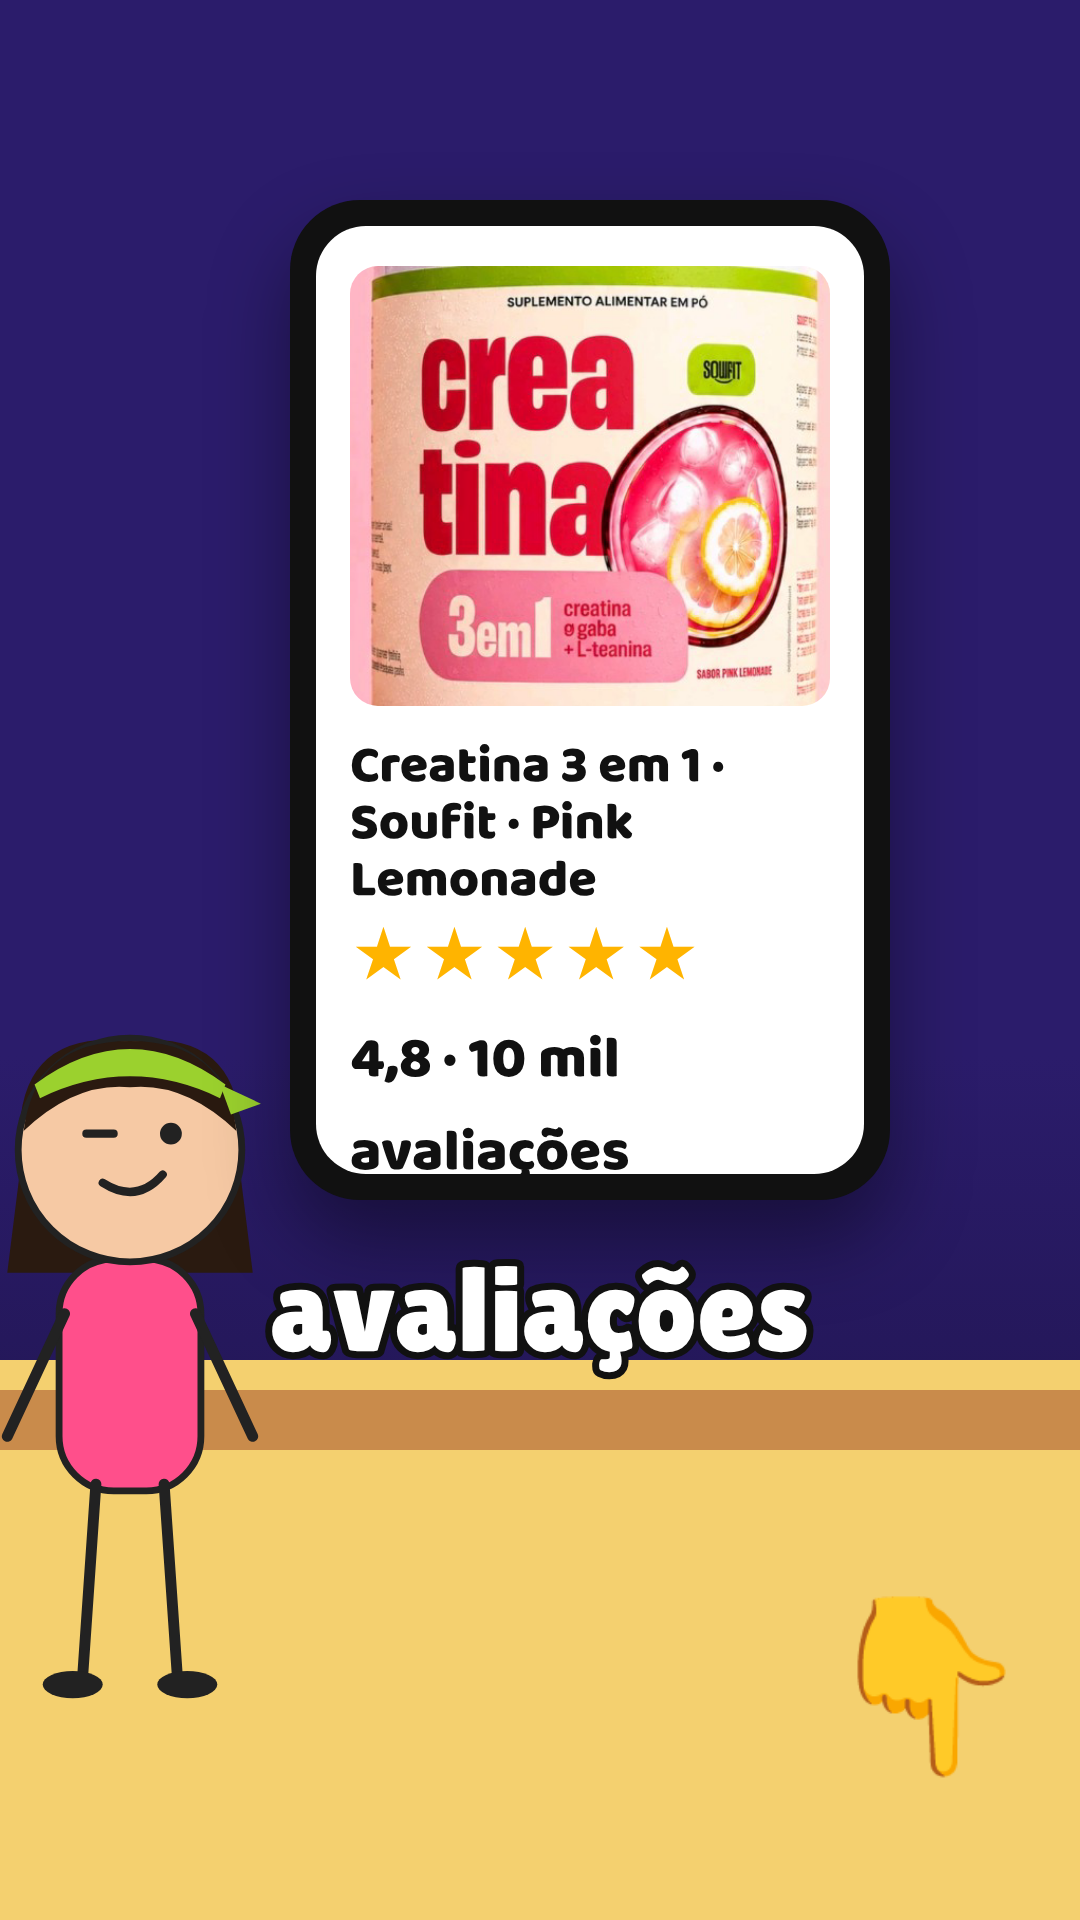 SUPLEMENTO ALIMENTAR EM PÓ
crea
tina
SOUFIT
3em1
creatina
+ gaba
+ L-teanina
SABOR PINK LEMONADE
Creatina 3 em 1 ·
Soufit · Pink
Lemonade
★★★★★
4,8 · 10 mil
avaliações
avaliações